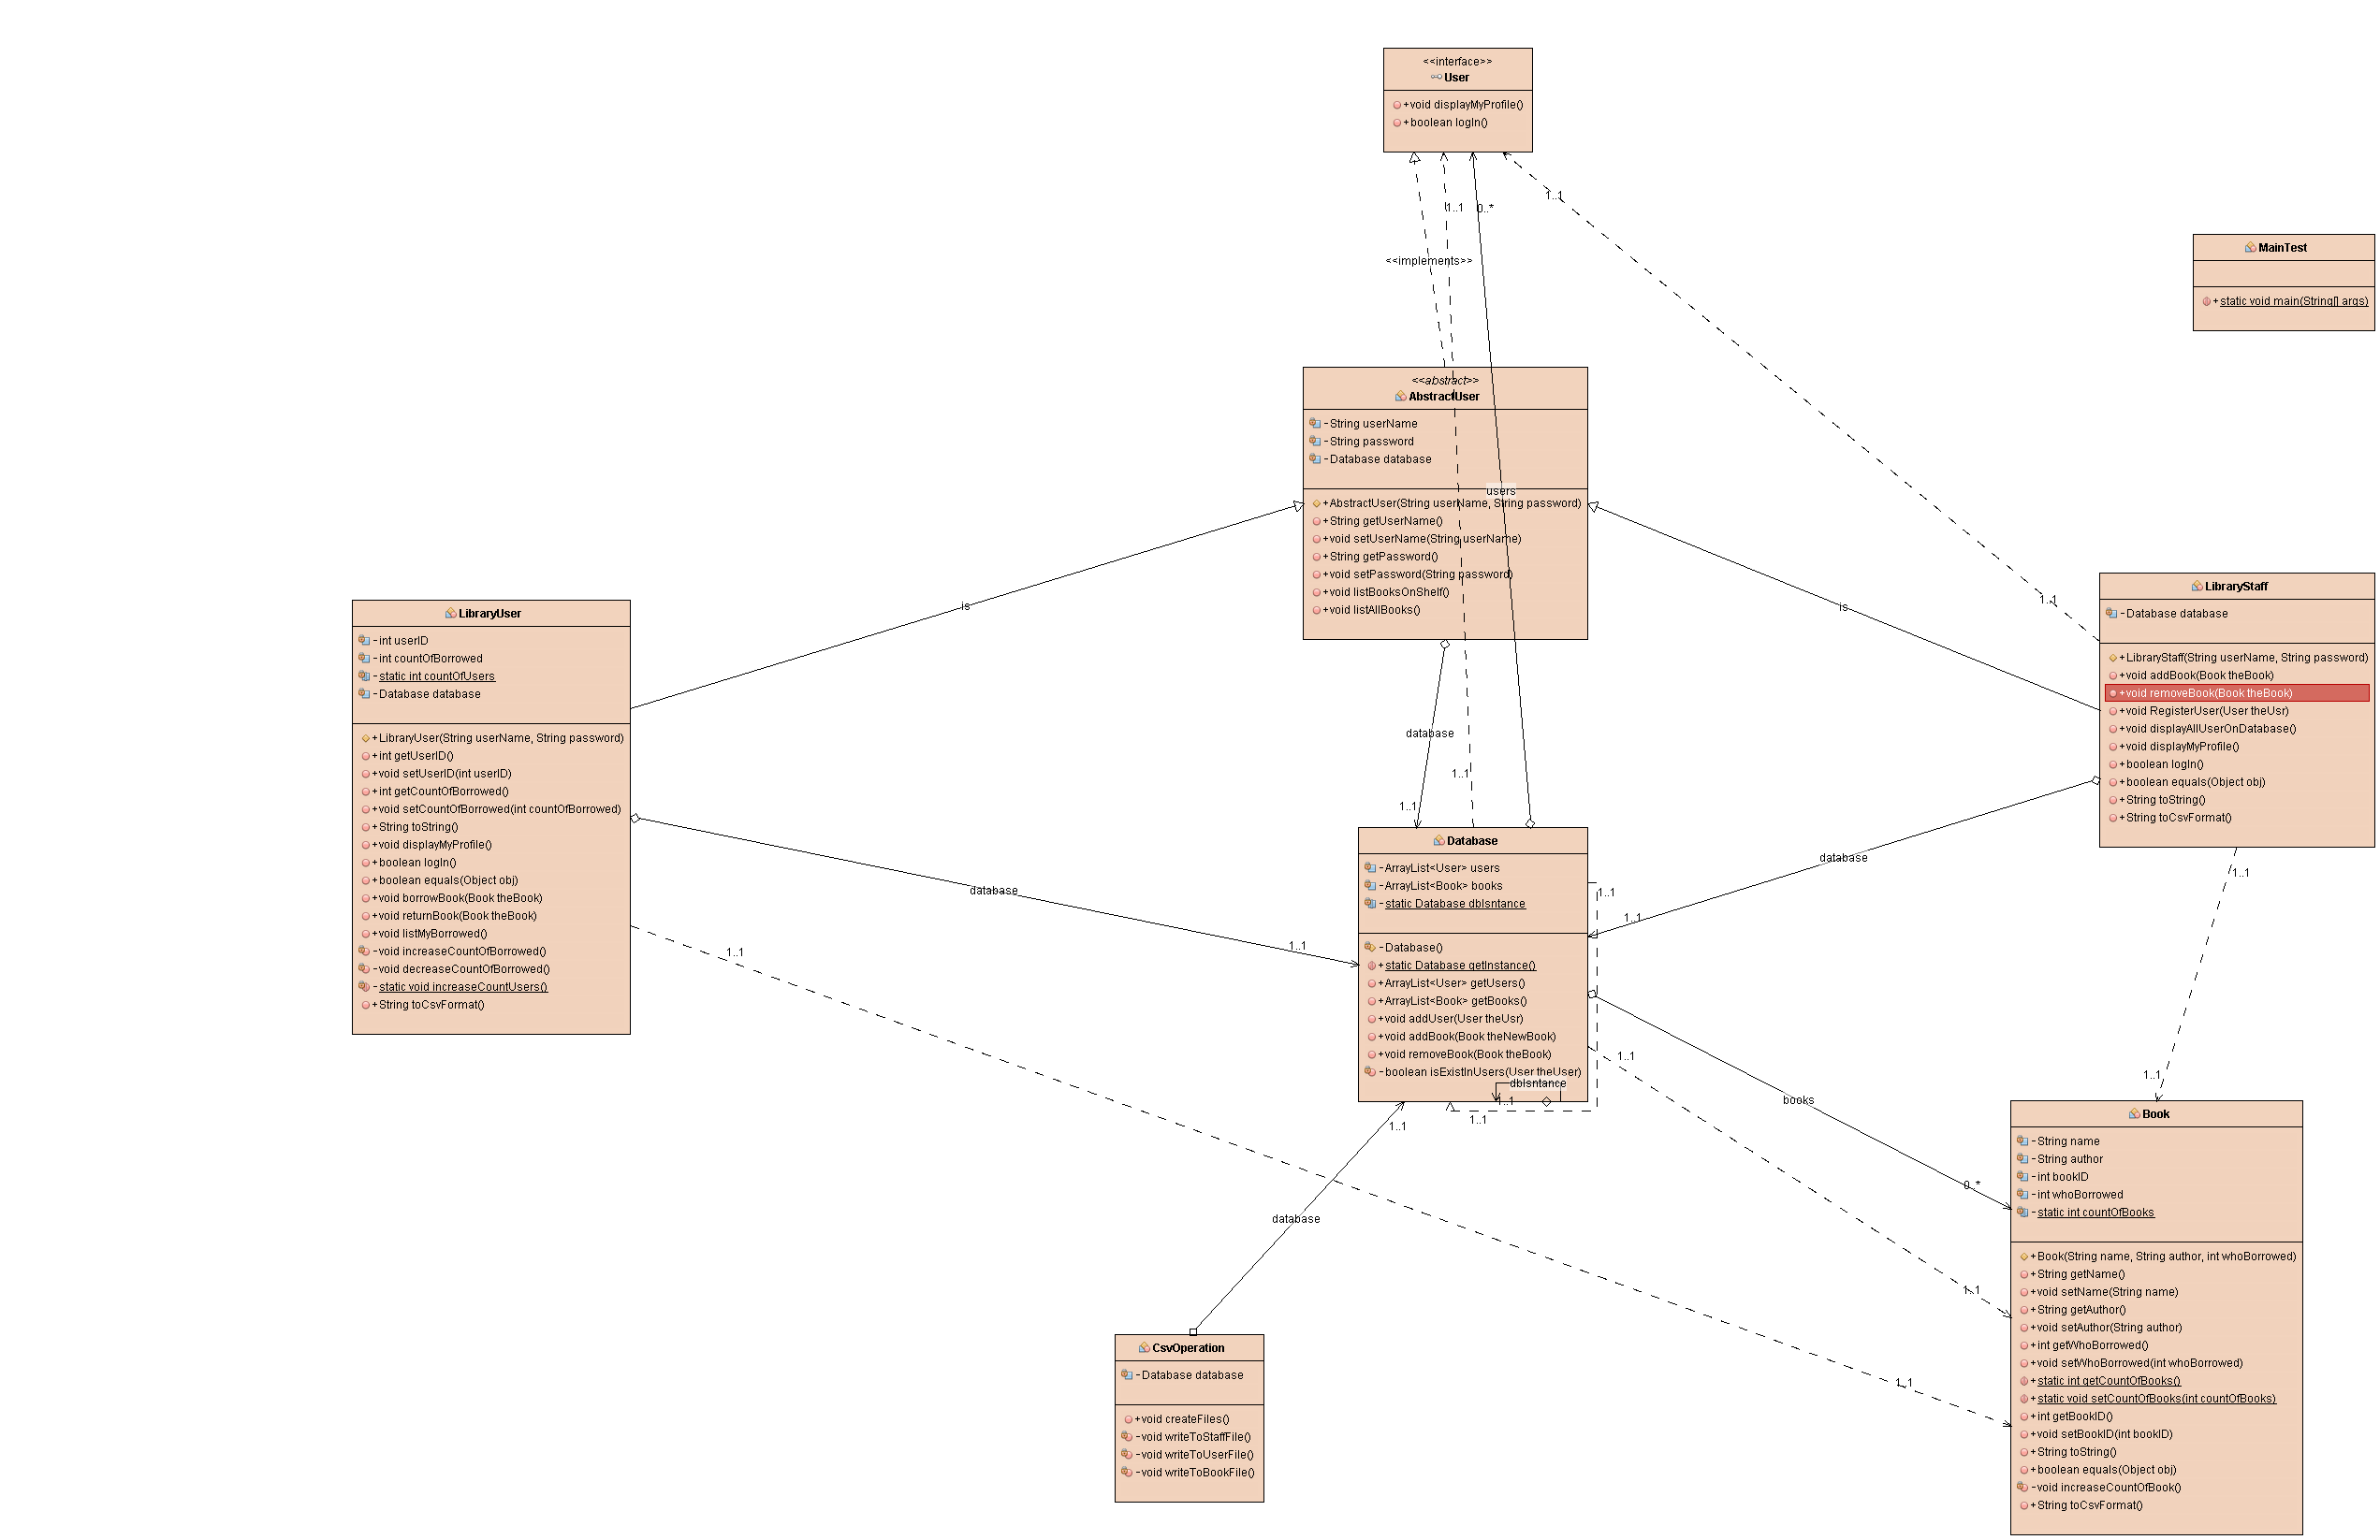 <<interface>>
User
+void displayMyProfile()
+boolean logIn()
1..1
1..1
0..*
<<implements>>
MainTest
+static void main(String[] args)
<<abstract>>
AbstractUser
-String userName
-String password
-Database database
users
+AbstractUser(String userName, String password)
+String getUserName()
+void setUserName(String userName)
+String getPassword()
+void setPassword(String password)
+void listBooksOnShelf()
+void listAllBooks()
is
is
1..1
LibraryUser
-int userID
-int countOfBorrowed
-static int countOfUsers
-Database database
+LibraryUser(String userName, String password)
+int getUserID()
+void setUserID(int userID)
+int getCountOfBorrowed()
+void setCountOfBorrowed(int countOfBorrowed)
+String toString()
+void displayMyProfile()
+boolean logIn()
+boolean equals(Object obj)
+void borrowBook(Book theBook)
+void returnBook(Book theBook)
+void listMyBorrowed()
-void increaseCountOfBorrowed()
-void decreaseCountOfBorrowed()
-static void increaseCountUsers()
+String toCsvFormat()
LibraryStaff
-Database database
+LibraryStaff(String userName, String password)
+void addBook(Book theBook)
+void removeBook(Book theBook)
+void RegisterUser(User theUsr)
+void displayAllUserOnDatabase()
+void displayMyProfile()
+boolean logIn()
+boolean equals(Object obj)
+String toString()
+String toCsvFormat()
database
1..1
1..1
database
1..1
database
1..1
1..1
1..1
1..1
Database
-ArrayList<User> users
-ArrayList<Book> books
-static Database dbIsntance
-Database()
+static Database getInstance()
+ArrayList<User> getUsers()
+ArrayList<Book> getBooks()
+void addUser(User theUsr)
+void addBook(Book theNewBook)
+void removeBook(Book theBook)
-boolean isExistInUsers(User theUser)
dbIsntance
1..1
1..1
1..1
1..1
1..1
books
0..*
1..1
1..1
database
CsvOperation
-Database database
+void createFiles()
-void writeToStaffFile()
-void writeToUserFile()
-void writeToBookFile()
Book
-String name
-String author
-int bookID
-int whoBorrowed
-static int countOfBooks
+Book(String name, String author, int whoBorrowed)
+String getName()
+void setName(String name)
+String getAuthor()
+void setAuthor(String author)
+int getWhoBorrowed()
+void setWhoBorrowed(int whoBorrowed)
+static int getCountOfBooks()
+static void setCountOfBooks(int countOfBooks)
+int getBookID()
+void setBookID(int bookID)
+String toString()
+boolean equals(Object obj)
-void increaseCountOfBook()
+String toCsvFormat()